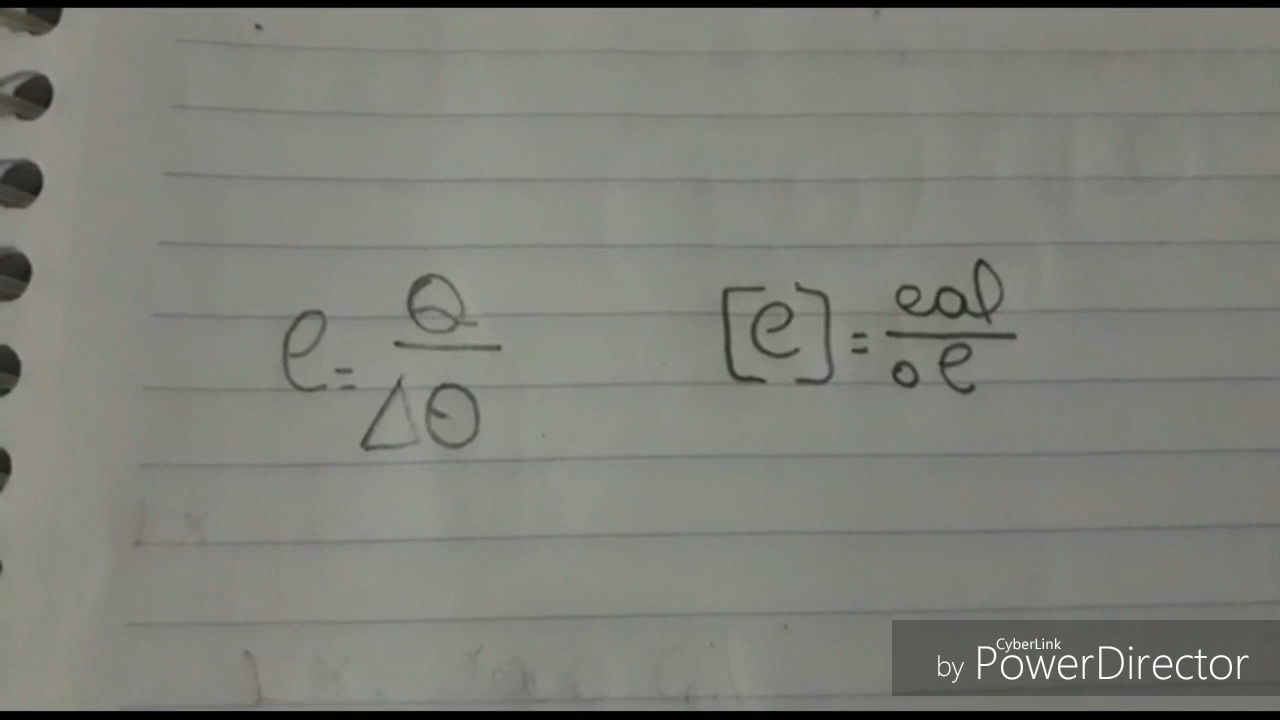 C = Q / Δθ
[C] = cal / °C
CyberLink
by PowerDirector